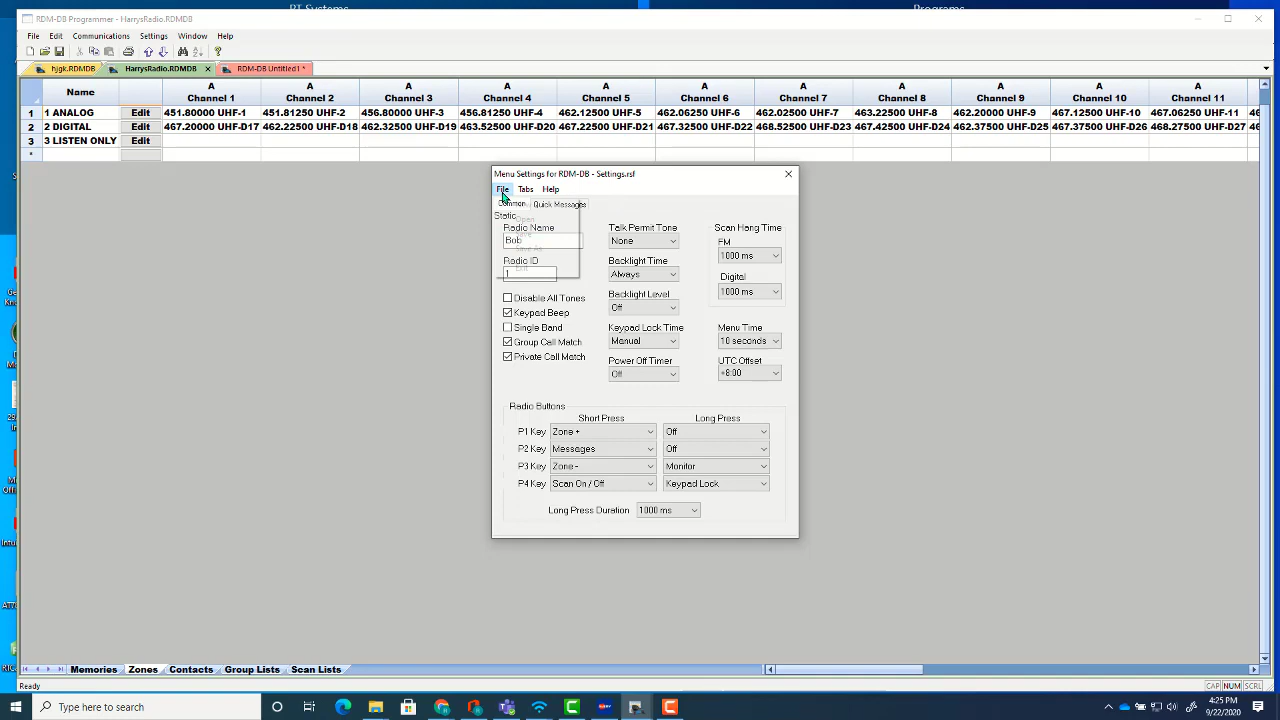 RT Systems
Programs
RDM-DB Programmer - HarrysRadio.RDMDB
File Edit Communications Settings Window Help
hjgk.RDMDB HarrysRadio.RDMDB RDM-DB Untitled1 *
Name A Channel 1 A Channel 2 A Channel 3 A Channel 4 A Channel 5 A Channel 6 A Channel 7 A Channel 8 A Channel 9 A Channel 10 A Channel 11
1 1 ANALOG Edit 451.80000 UHF-1 451.81250 UHF-2 456.80000 UHF-3 456.81250 UHF-4 462.12500 UHF-5 462.06250 UHF-6 462.02500 UHF-7 462.22500 UHF-8 462.20000 UHF-9 467.12500 UHF-10 467.06250 UHF-11 46
2 2 DIGITAL Edit 467.20000 UHF-D17 462.22500 UHF-D18 462.32500 UHF-D19 463.52500 UHF-D20 467.22500 UHF-D21 467.32500 UHF-D22 468.52500 UHF-D23 467.42500 UHF-D24 462.37500 UHF-D25 467.37500 UHF-D26 468.27500 UHF-D27 46
3 3 LISTEN ONLY Edit
*
Menu Settings for RDM-DB - Settings.rsf
File Tabs Help
Common Quick Messages
Static
Open
Save As
Exit
Radio Name
Bob
Radio ID
1
Disable All Tones
Keypad Beep
Single Band
Group Call Match
Private Call Match
Talk Permit Tone
None
Backlight Time
Always
Backlight Level
Off
Keypad Lock Time
Manual
Power Off Timer
Off
Scan Hang Time
FM
1000 ms
Digital
1000 ms
Menu Time
10 seconds
UTC Offset
+8:00
Radio Buttons
Short Press Long Press
P1 Key Zone + Off
P2 Key Messages Off
P3 Key Zone - Monitor
P4 Key Scan On / Off Keypad Lock
Long Press Duration 1000 ms
Memories Zones Contacts Group Lists Scan Lists
Ready
CAP NUM SCRL
Type here to search
4:25 PM
9/22/2020